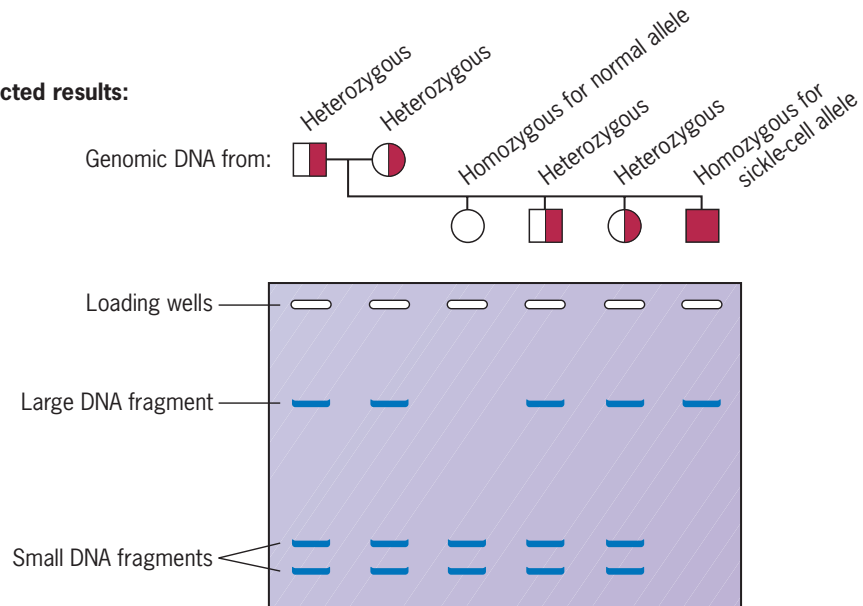 cted results:
Heterozygous
Heterozygous
Homozygous for normal allele
Heterozygous
Heterozygous
Homozygous for
sickle-cell allele
Genomic DNA from:
Loading wells
Large DNA fragment
Small DNA fragments